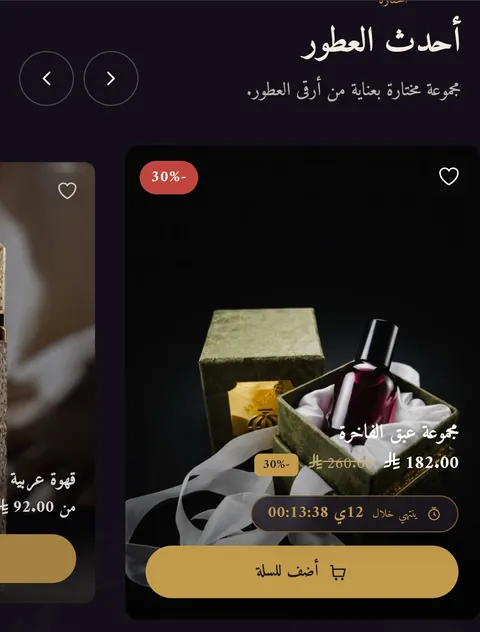 أحدث العطور
مجموعة مختارة بعناية من أرقى العطور.
-30%
مجموعة عبق الفاخرة
182.00 260.00 -30%
ينتهي خلال 12ي 00:13:38
أضف للسلة
قهوة عربية
من 92.00